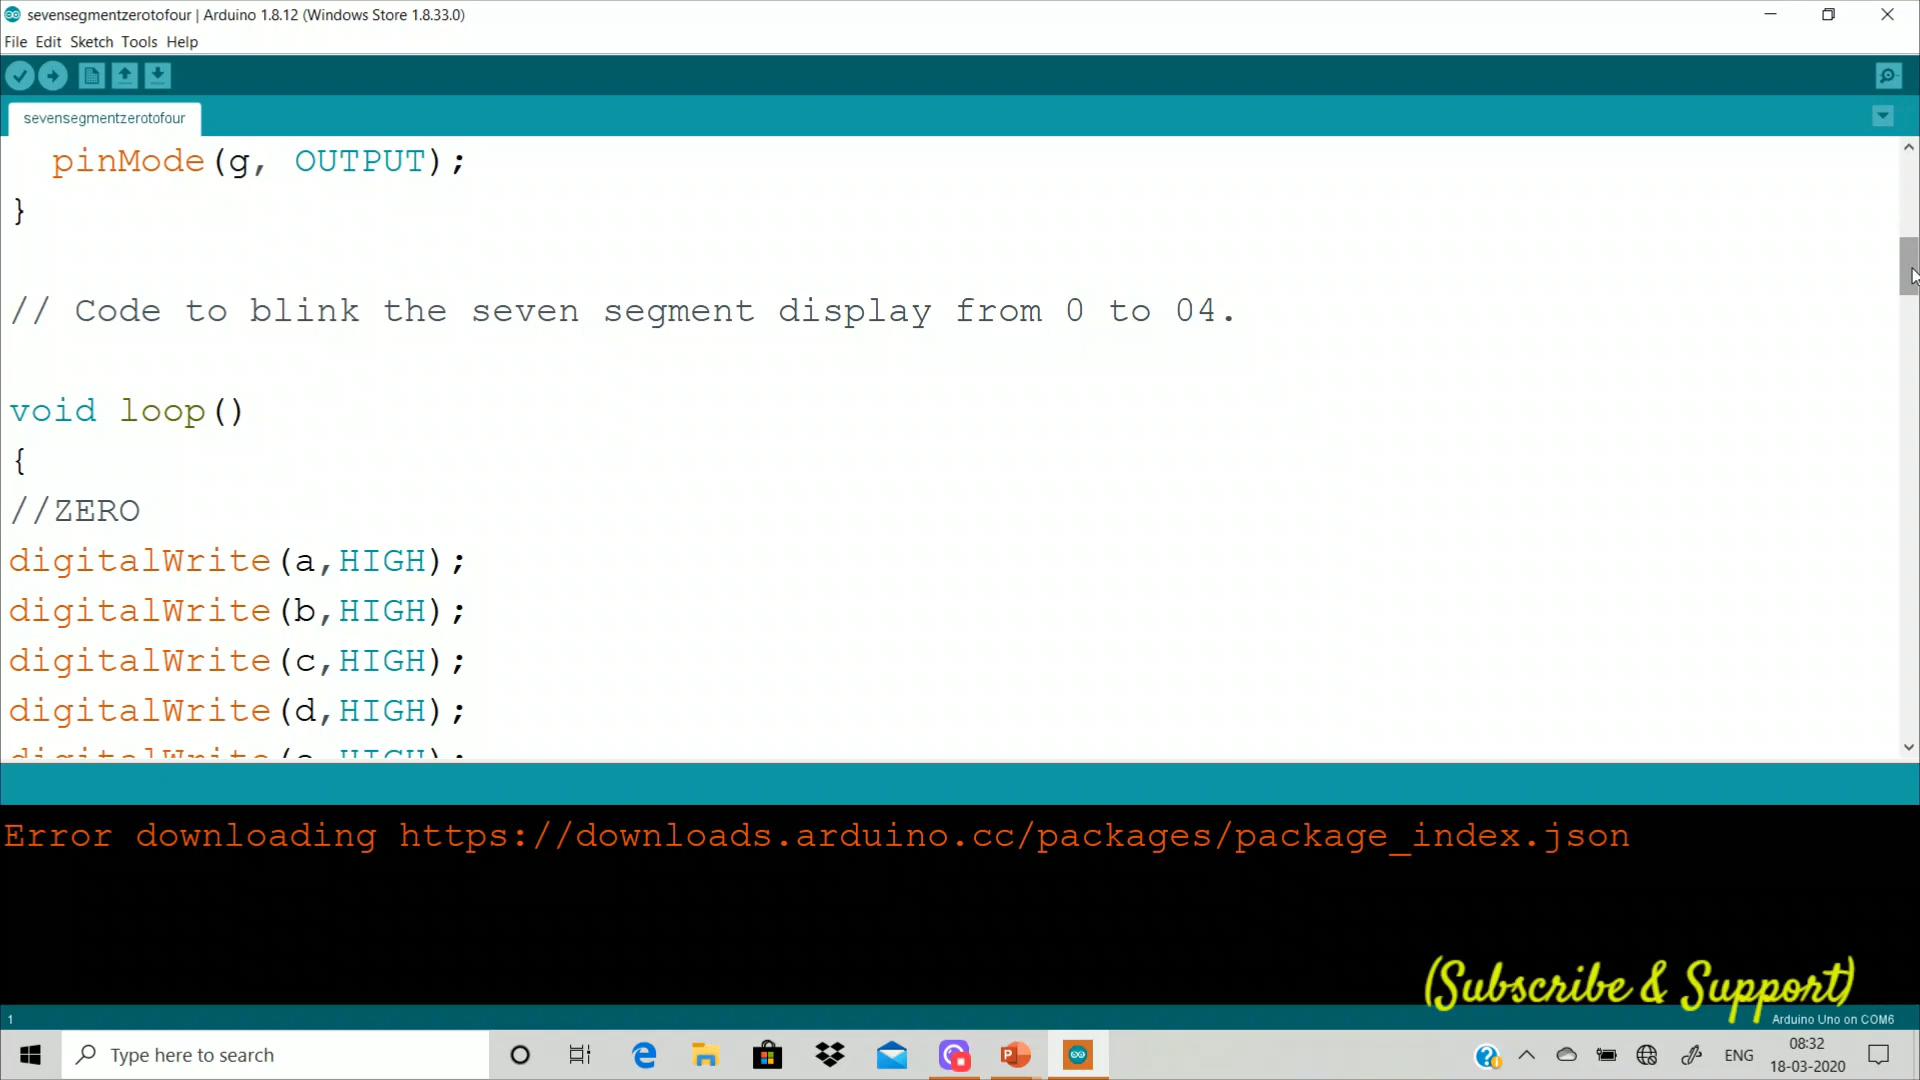 sevensegmentzerotofour | Arduino 1.8.12 (Windows Store 1.8.33.0)
File Edit Sketch Tools Help
sevensegmentzerotofour
pinMode(g, OUTPUT);
}
// Code to blink the seven segment display from 0 to 04.
void loop()
{
//ZERO
digitalWrite(a,HIGH);
digitalWrite(b,HIGH);
digitalWrite(c,HIGH);
digitalWrite(d,HIGH);
Error downloading https://downloads.arduino.cc/packages/package_index.json
(Subscribe & Support)
1
Arduino Uno on COM6
Type here to search
ENG
08:32
18-03-2020